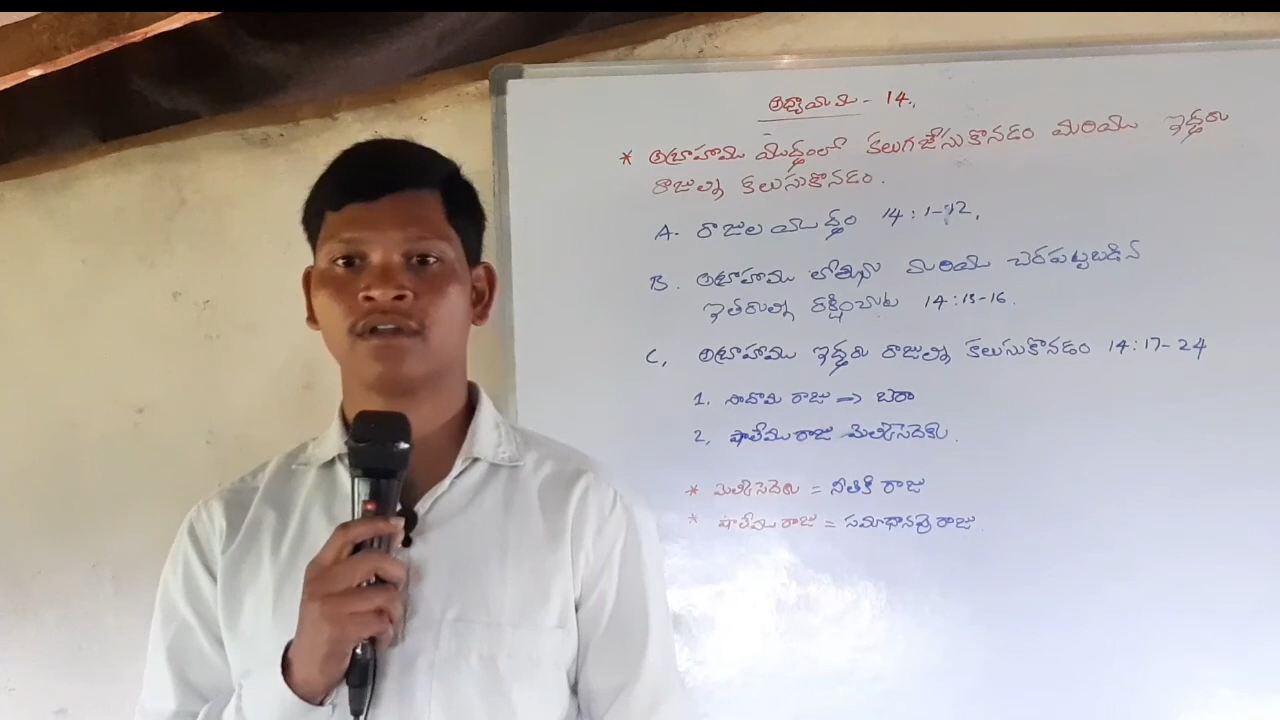 అధ్యాయము - 14.
* అబ్రాహాము యుద్ధంలో కలుగజేసుకొనడం మరియు ఇద్దరు
రాజుల్ని కలుసుకొనడం.
A. రాజుల యుద్ధం 14:1-12.
B. అబ్రాహాము లోతును మరియు చెరపట్టబడిన
ఇతరుల్ని రక్షించుట 14:13-16.
C, అబ్రాహాము ఇద్దరు రాజుల్ని కలుసుకొనడం 14:17-24
1. సొదొమ రాజు => బెరా
2, షాలేము రాజు మెల్కీసెదెకు.
* మెల్కీసెదెకు = నీతికి రాజు
* షాలేము రాజు = సమాధానపు రాజు.